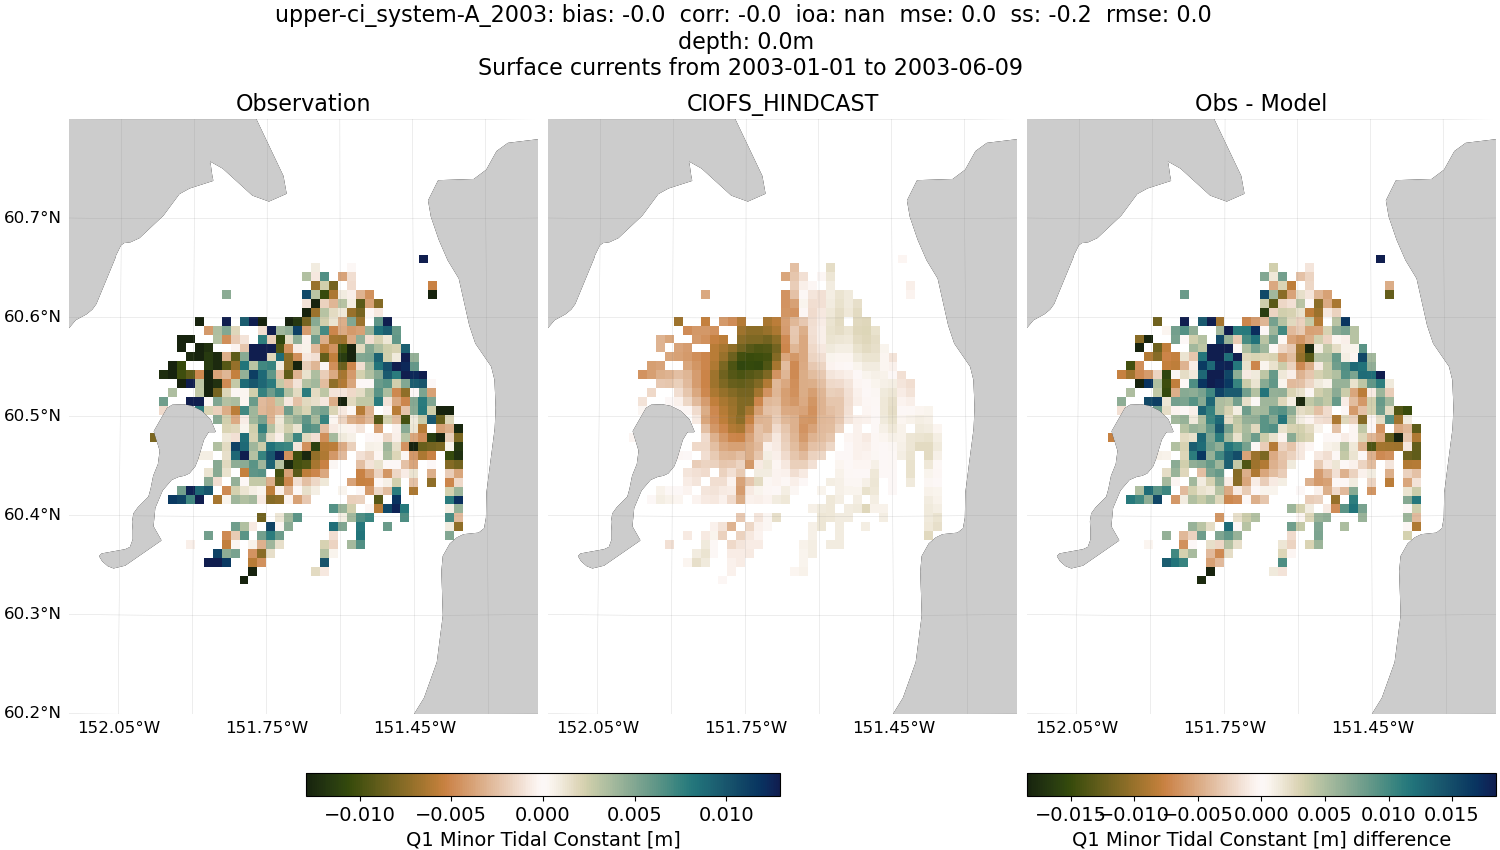 upper-ci_system-A_2003: bias: -0.0  corr: -0.0  ioa: nan  mse: 0.0  ss: -0.2  rmse: 0.0
depth: 0.0m
Surface currents from 2003-01-01 to 2003-06-09
Observation
CIOFS_HINDCAST
Obs - Model
60.7°N
60.6°N
60.5°N
60.4°N
60.3°N
60.2°N
152.05°W 151.75°W 151.45°W
152.05°W 151.75°W 151.45°W
152.05°W 151.75°W 151.45°W
−0.010 −0.005 0.000 0.005 0.010
Q1 Minor Tidal Constant [m]
−0.015 −0.010 −0.005 0.000 0.005 0.010 0.015
Q1 Minor Tidal Constant [m] difference